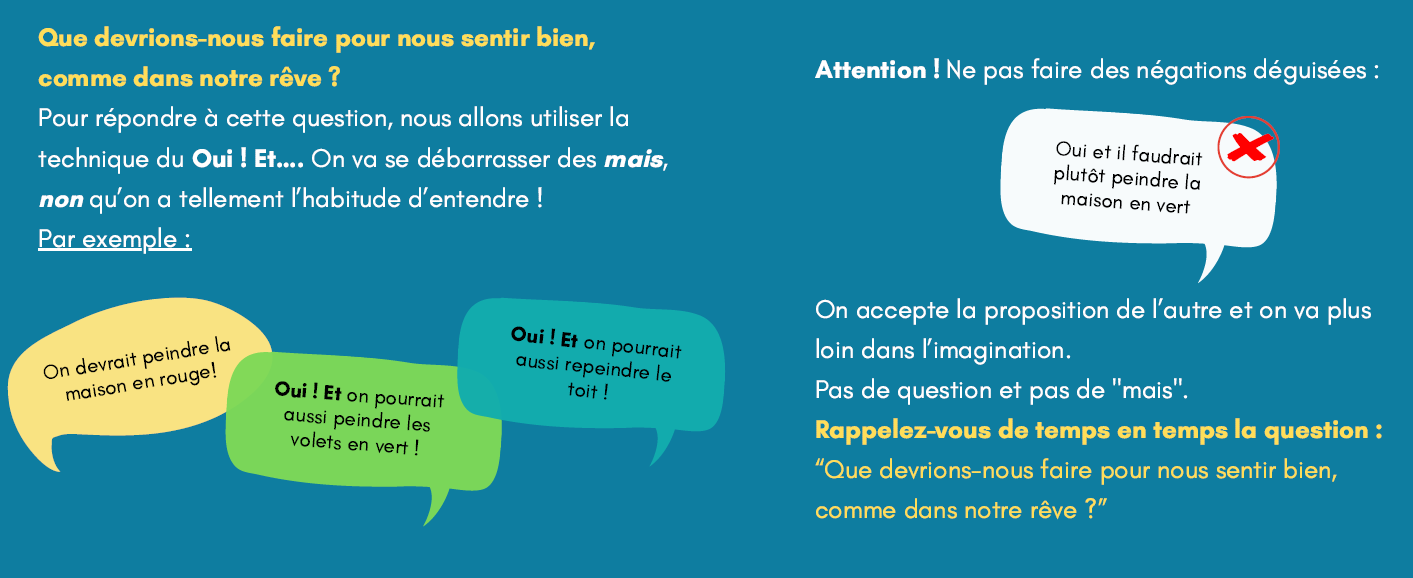 Que devrions-nous faire pour nous sentir bien,
comme dans notre rêve ?
Pour répondre à cette question, nous allons utiliser la
technique du Oui ! Et.... On va se débarrasser des mais,
non qu’on a tellement l’habitude d’entendre !
Par exemple :
On devrait peindre la
maison en rouge!
Oui ! Et on pourrait
aussi peindre les
volets en vert !
Oui ! Et on pourrait
aussi repeindre le
toit !
Attention ! Ne pas faire des négations déguisées :
Oui et il faudrait
plutôt peindre la
maison en vert
On accepte la proposition de l’autre et on va plus
loin dans l’imagination.
Pas de question et pas de "mais".
Rappelez-vous de temps en temps la question :
“Que devrions-nous faire pour nous sentir bien,
comme dans notre rêve ?”